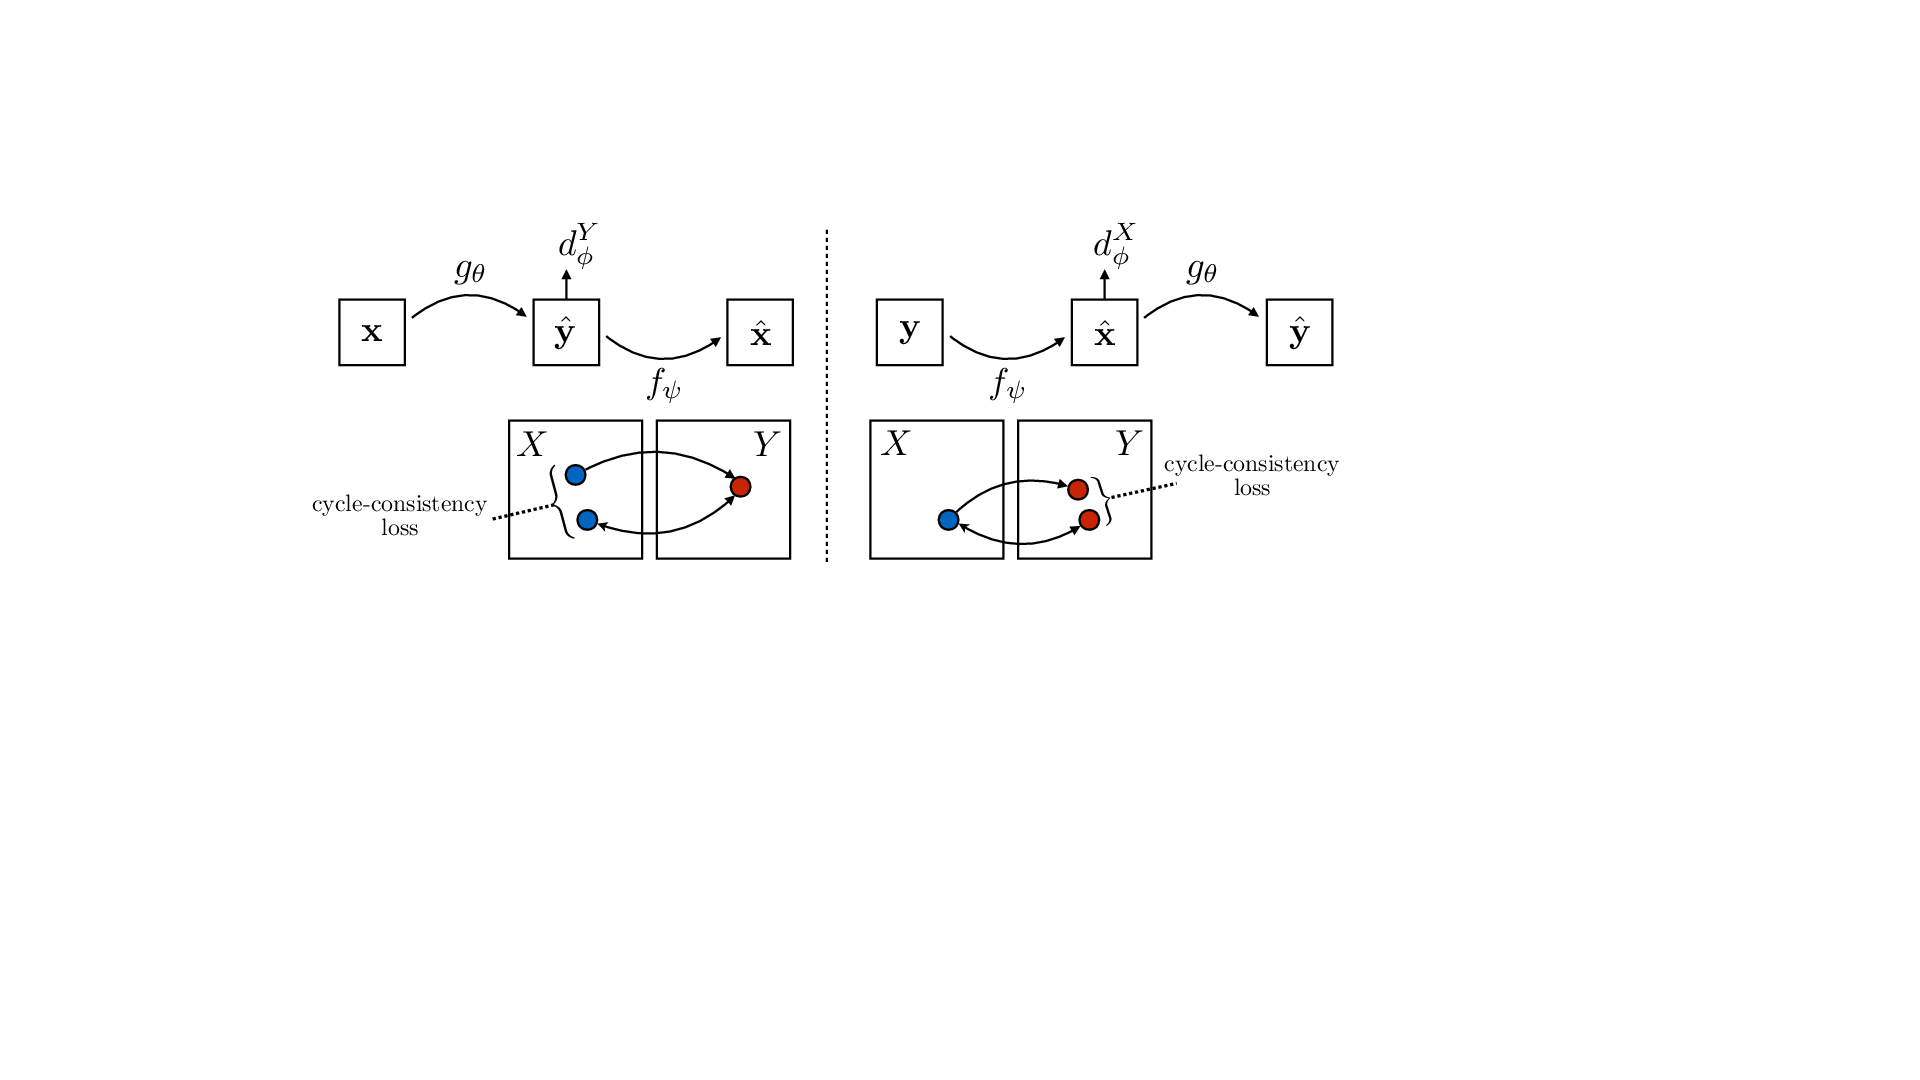 $d_\phi^Y$
$g_\theta$
$\mathbf{x}$ $\hat{\mathbf{y}}$ $\hat{\mathbf{x}}$
$f_\psi$
$X$ $Y$
cycle-consistency
loss
$d_\phi^X$
$g_\theta$
$\mathbf{y}$ $\hat{\mathbf{x}}$ $\hat{\mathbf{y}}$
$f_\psi$
$X$ $Y$
cycle-consistency
loss